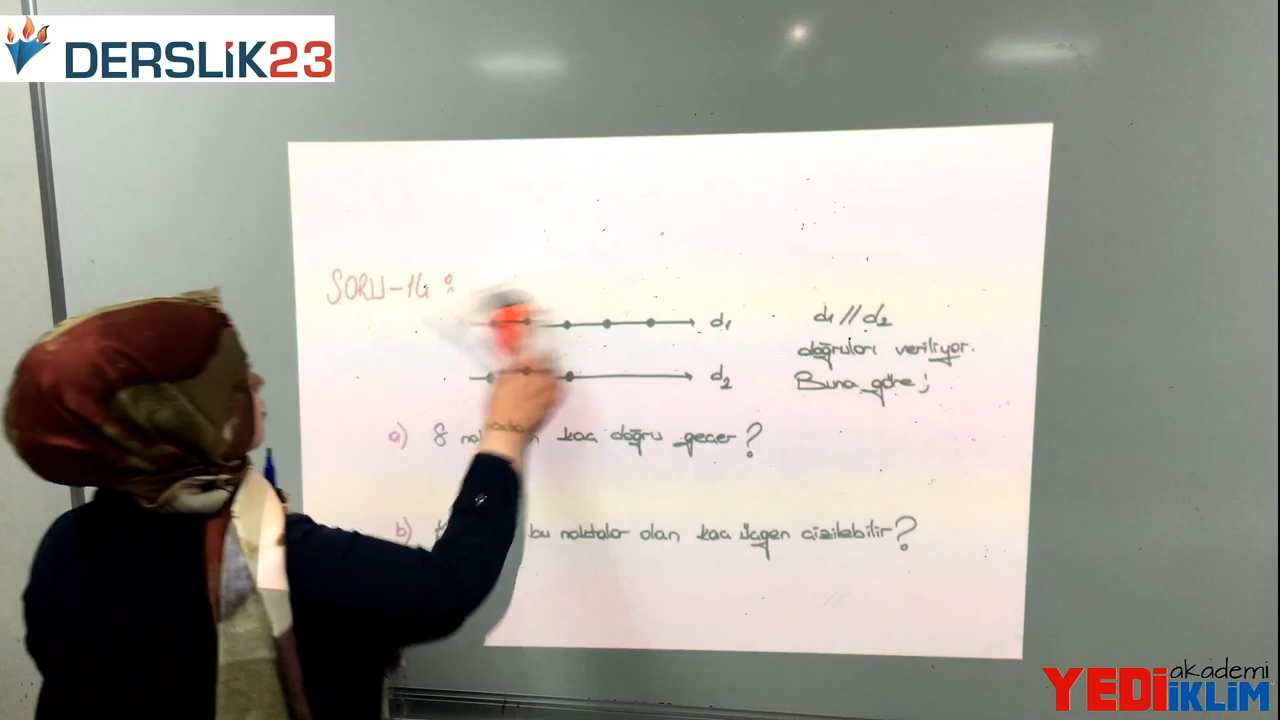 DERSLİK23
SORU-14 :
d1
d1 // d2
doğruları veriliyor.
d2
Buna göre;
a) 8 kaç doğru geçer?
b) bu noktalar olan kaç üçgen çizilebilir?
YEDİ İKLİM akademi